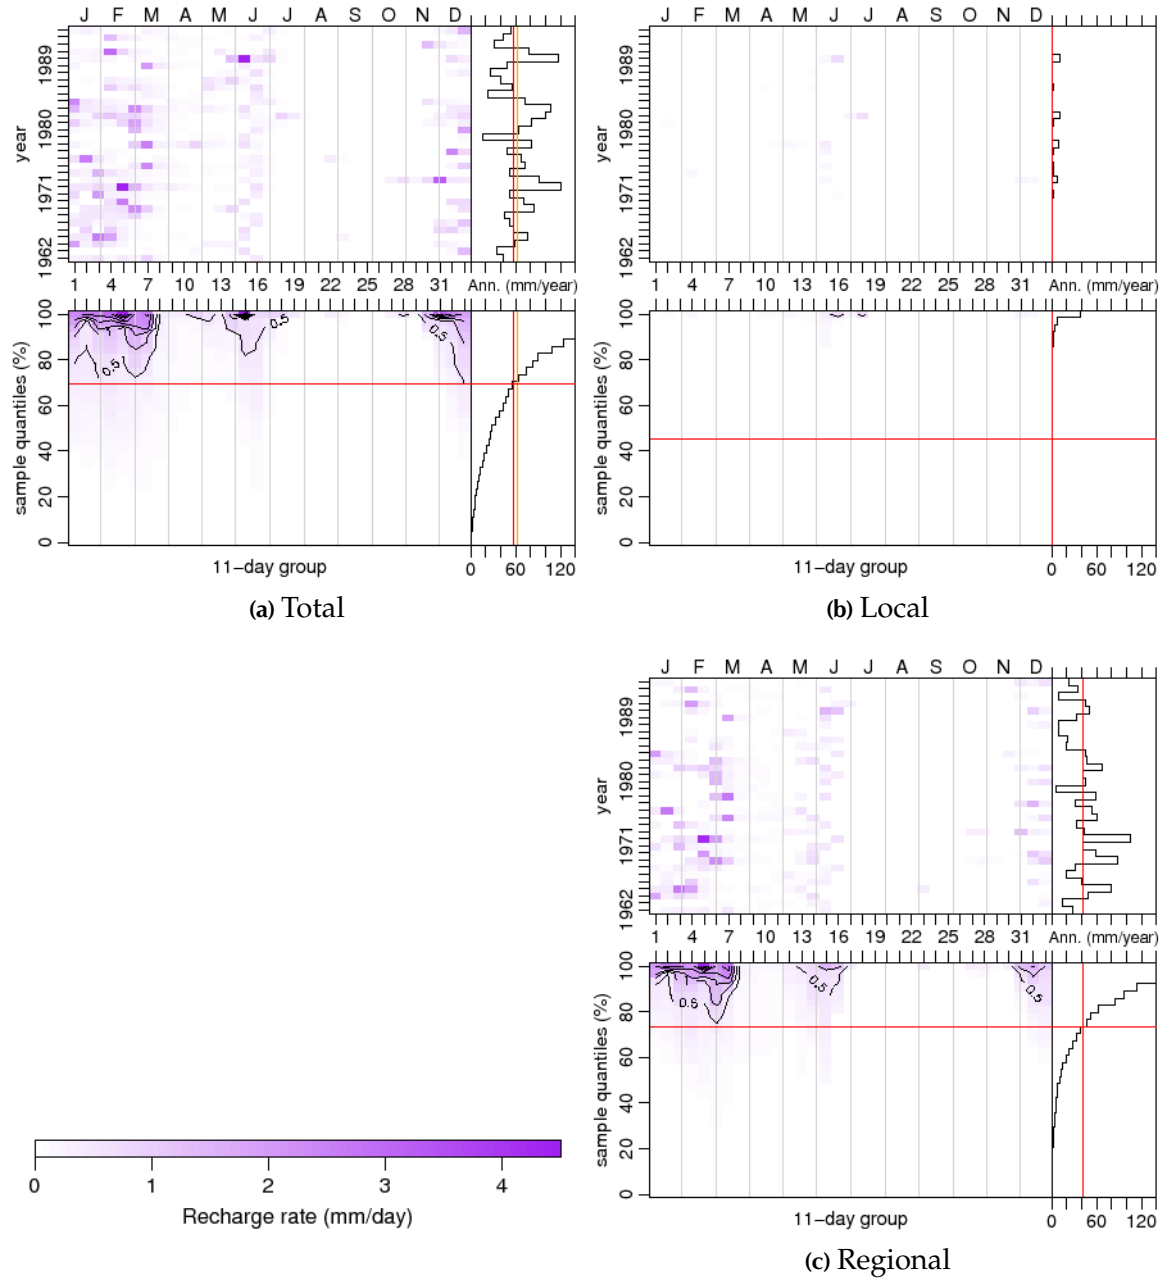 J F M A M J J A S O N D
year
1962 1971 1980 1989
1 4 7 10 13 16 19 22 25 28 31 Ann. (mm/year)
sample quantiles (%)
0 20 40 60 80 100
0.5 0.5 0.5
0 60 120
11−day group
(a) Total
J F M A M J J A S O N D
year
1962 1971 1980 1989
1 4 7 10 13 16 19 22 25 28 31 Ann. (mm/year)
sample quantiles (%)
0 20 40 60 80 100
0 60 120
11−day group
(b) Local
J F M A M J J A S O N D
year
1962 1971 1980 1989
1 4 7 10 13 16 19 22 25 28 31 Ann. (mm/year)
sample quantiles (%)
0 20 40 60 80 100
0.5 0.5 0.5
0 60 120
11−day group
(c) Regional
0 1 2 3 4
Recharge rate (mm/day)